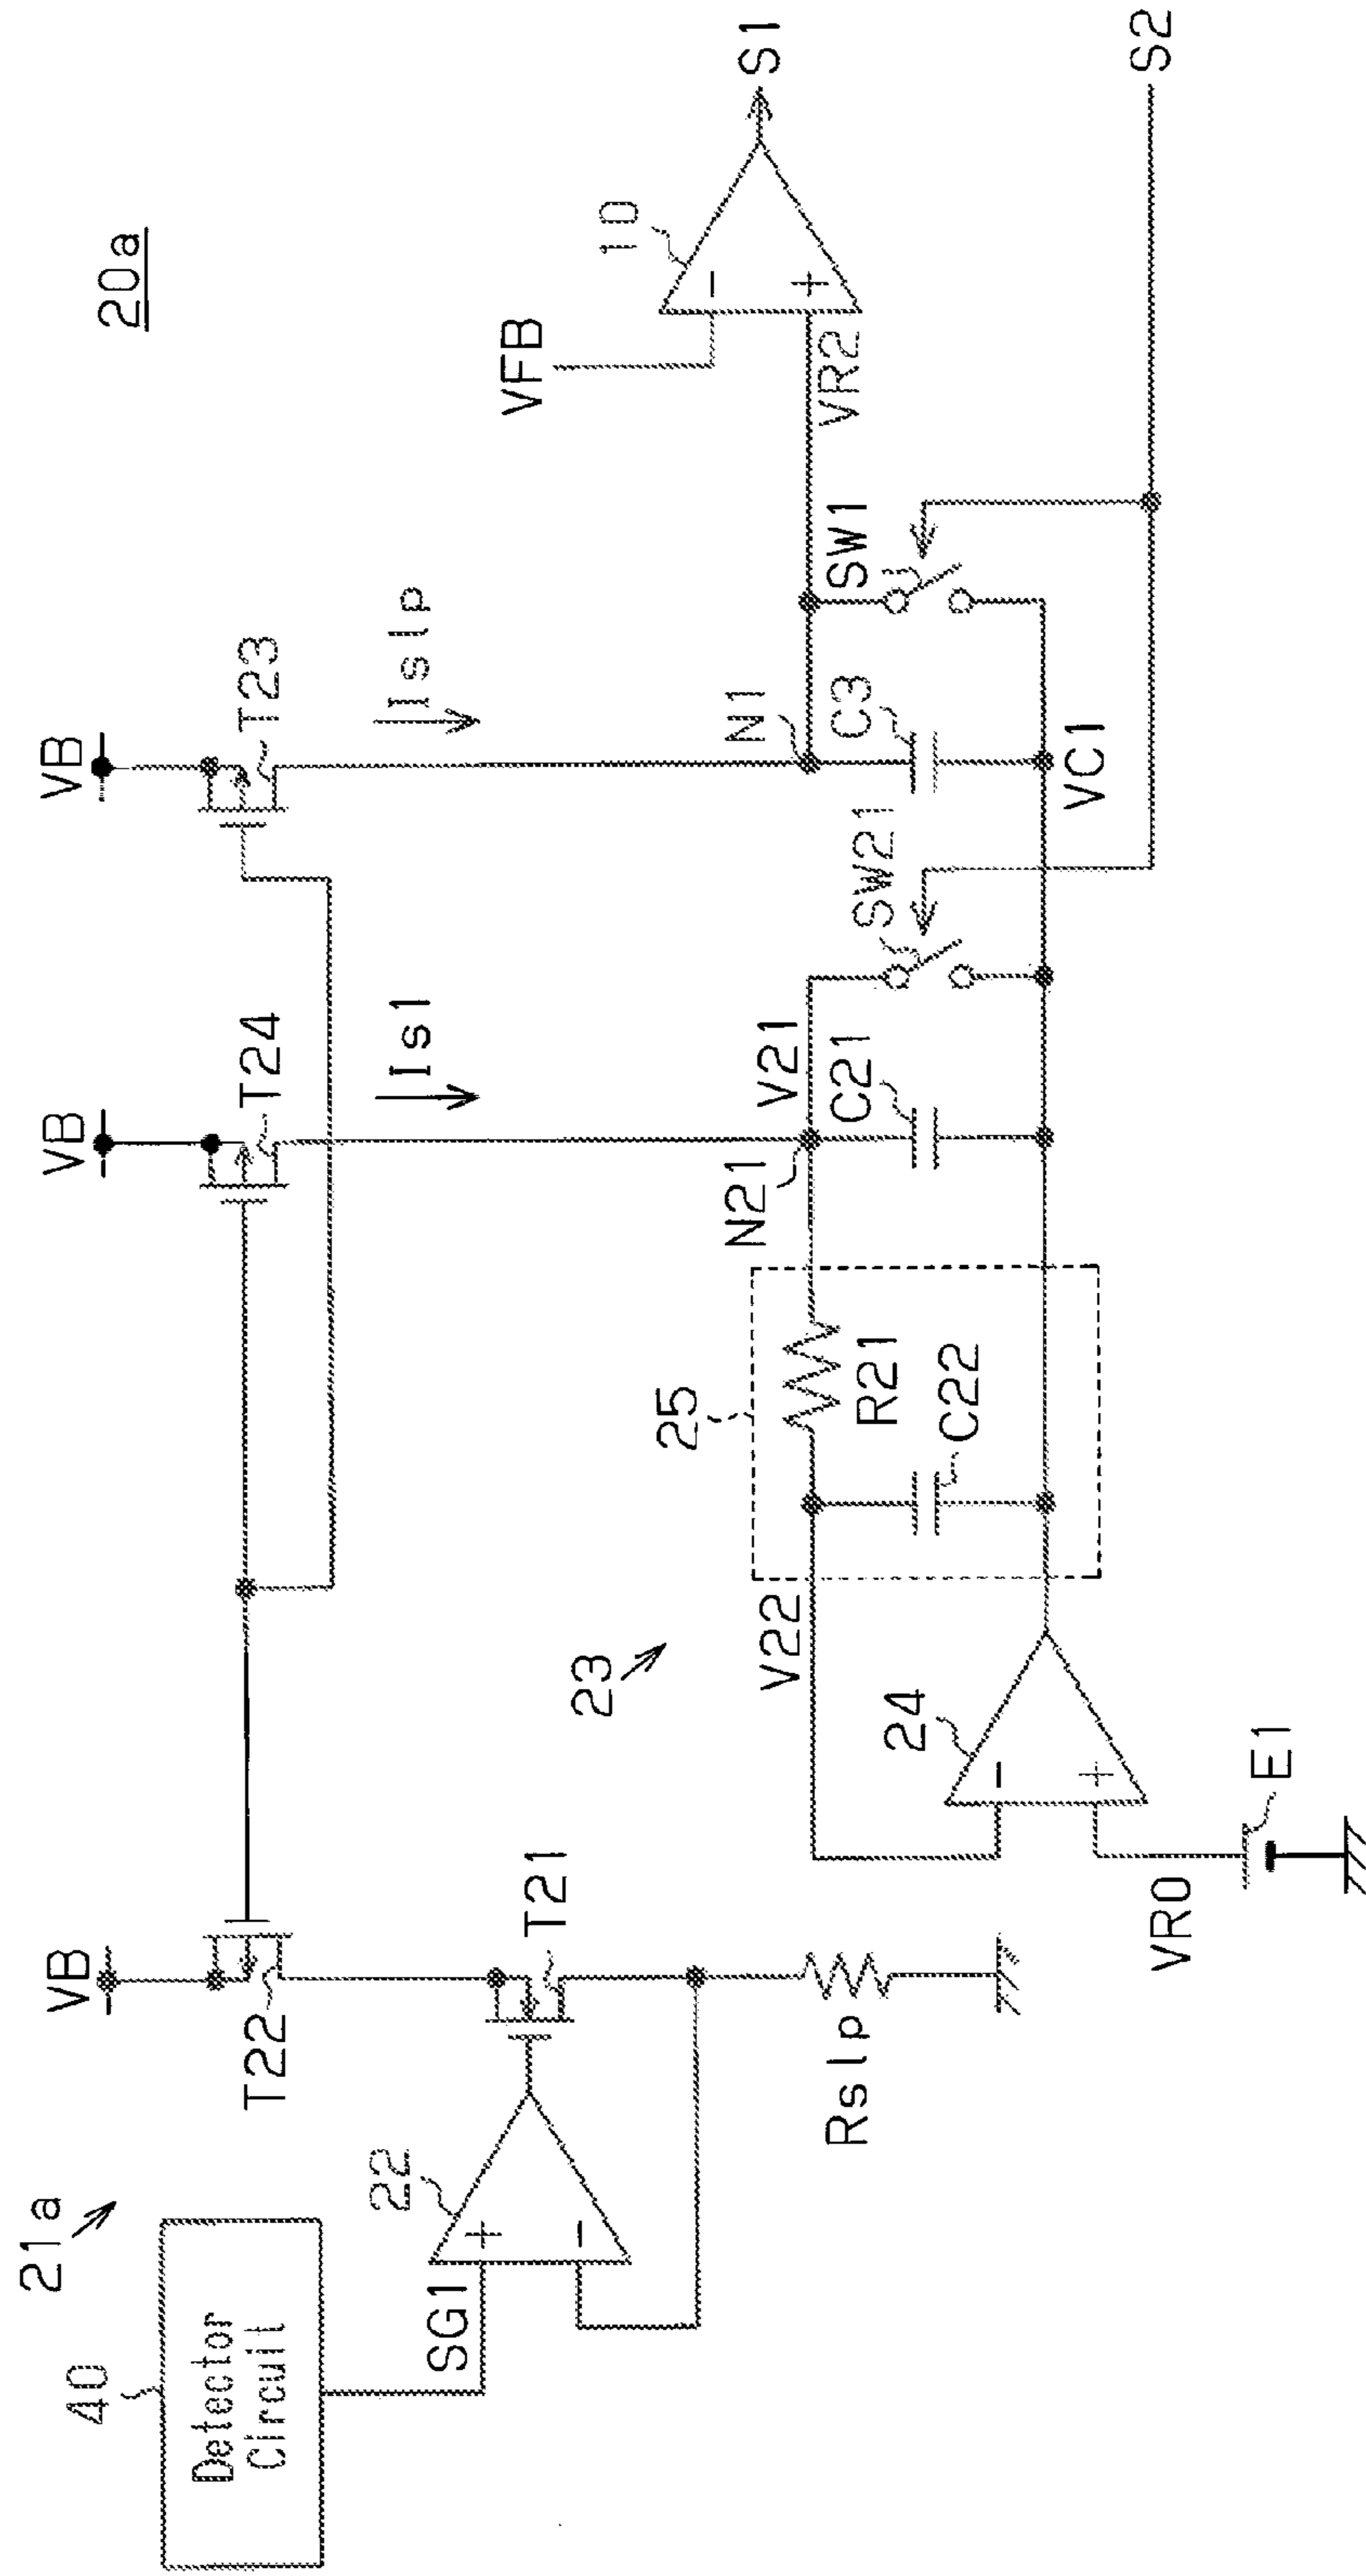 20a
21a
40
Detector
Circuit
SG1
22
VB
T22
T21
Rslp
VB
T24
Is1
VB
T23
Islp
23
V22
24
VR0
E1
25
R21
C22
N21
V21
C21
SW21
VC1
N1
C3
SW1
VR2
VFB
10
S1
S2